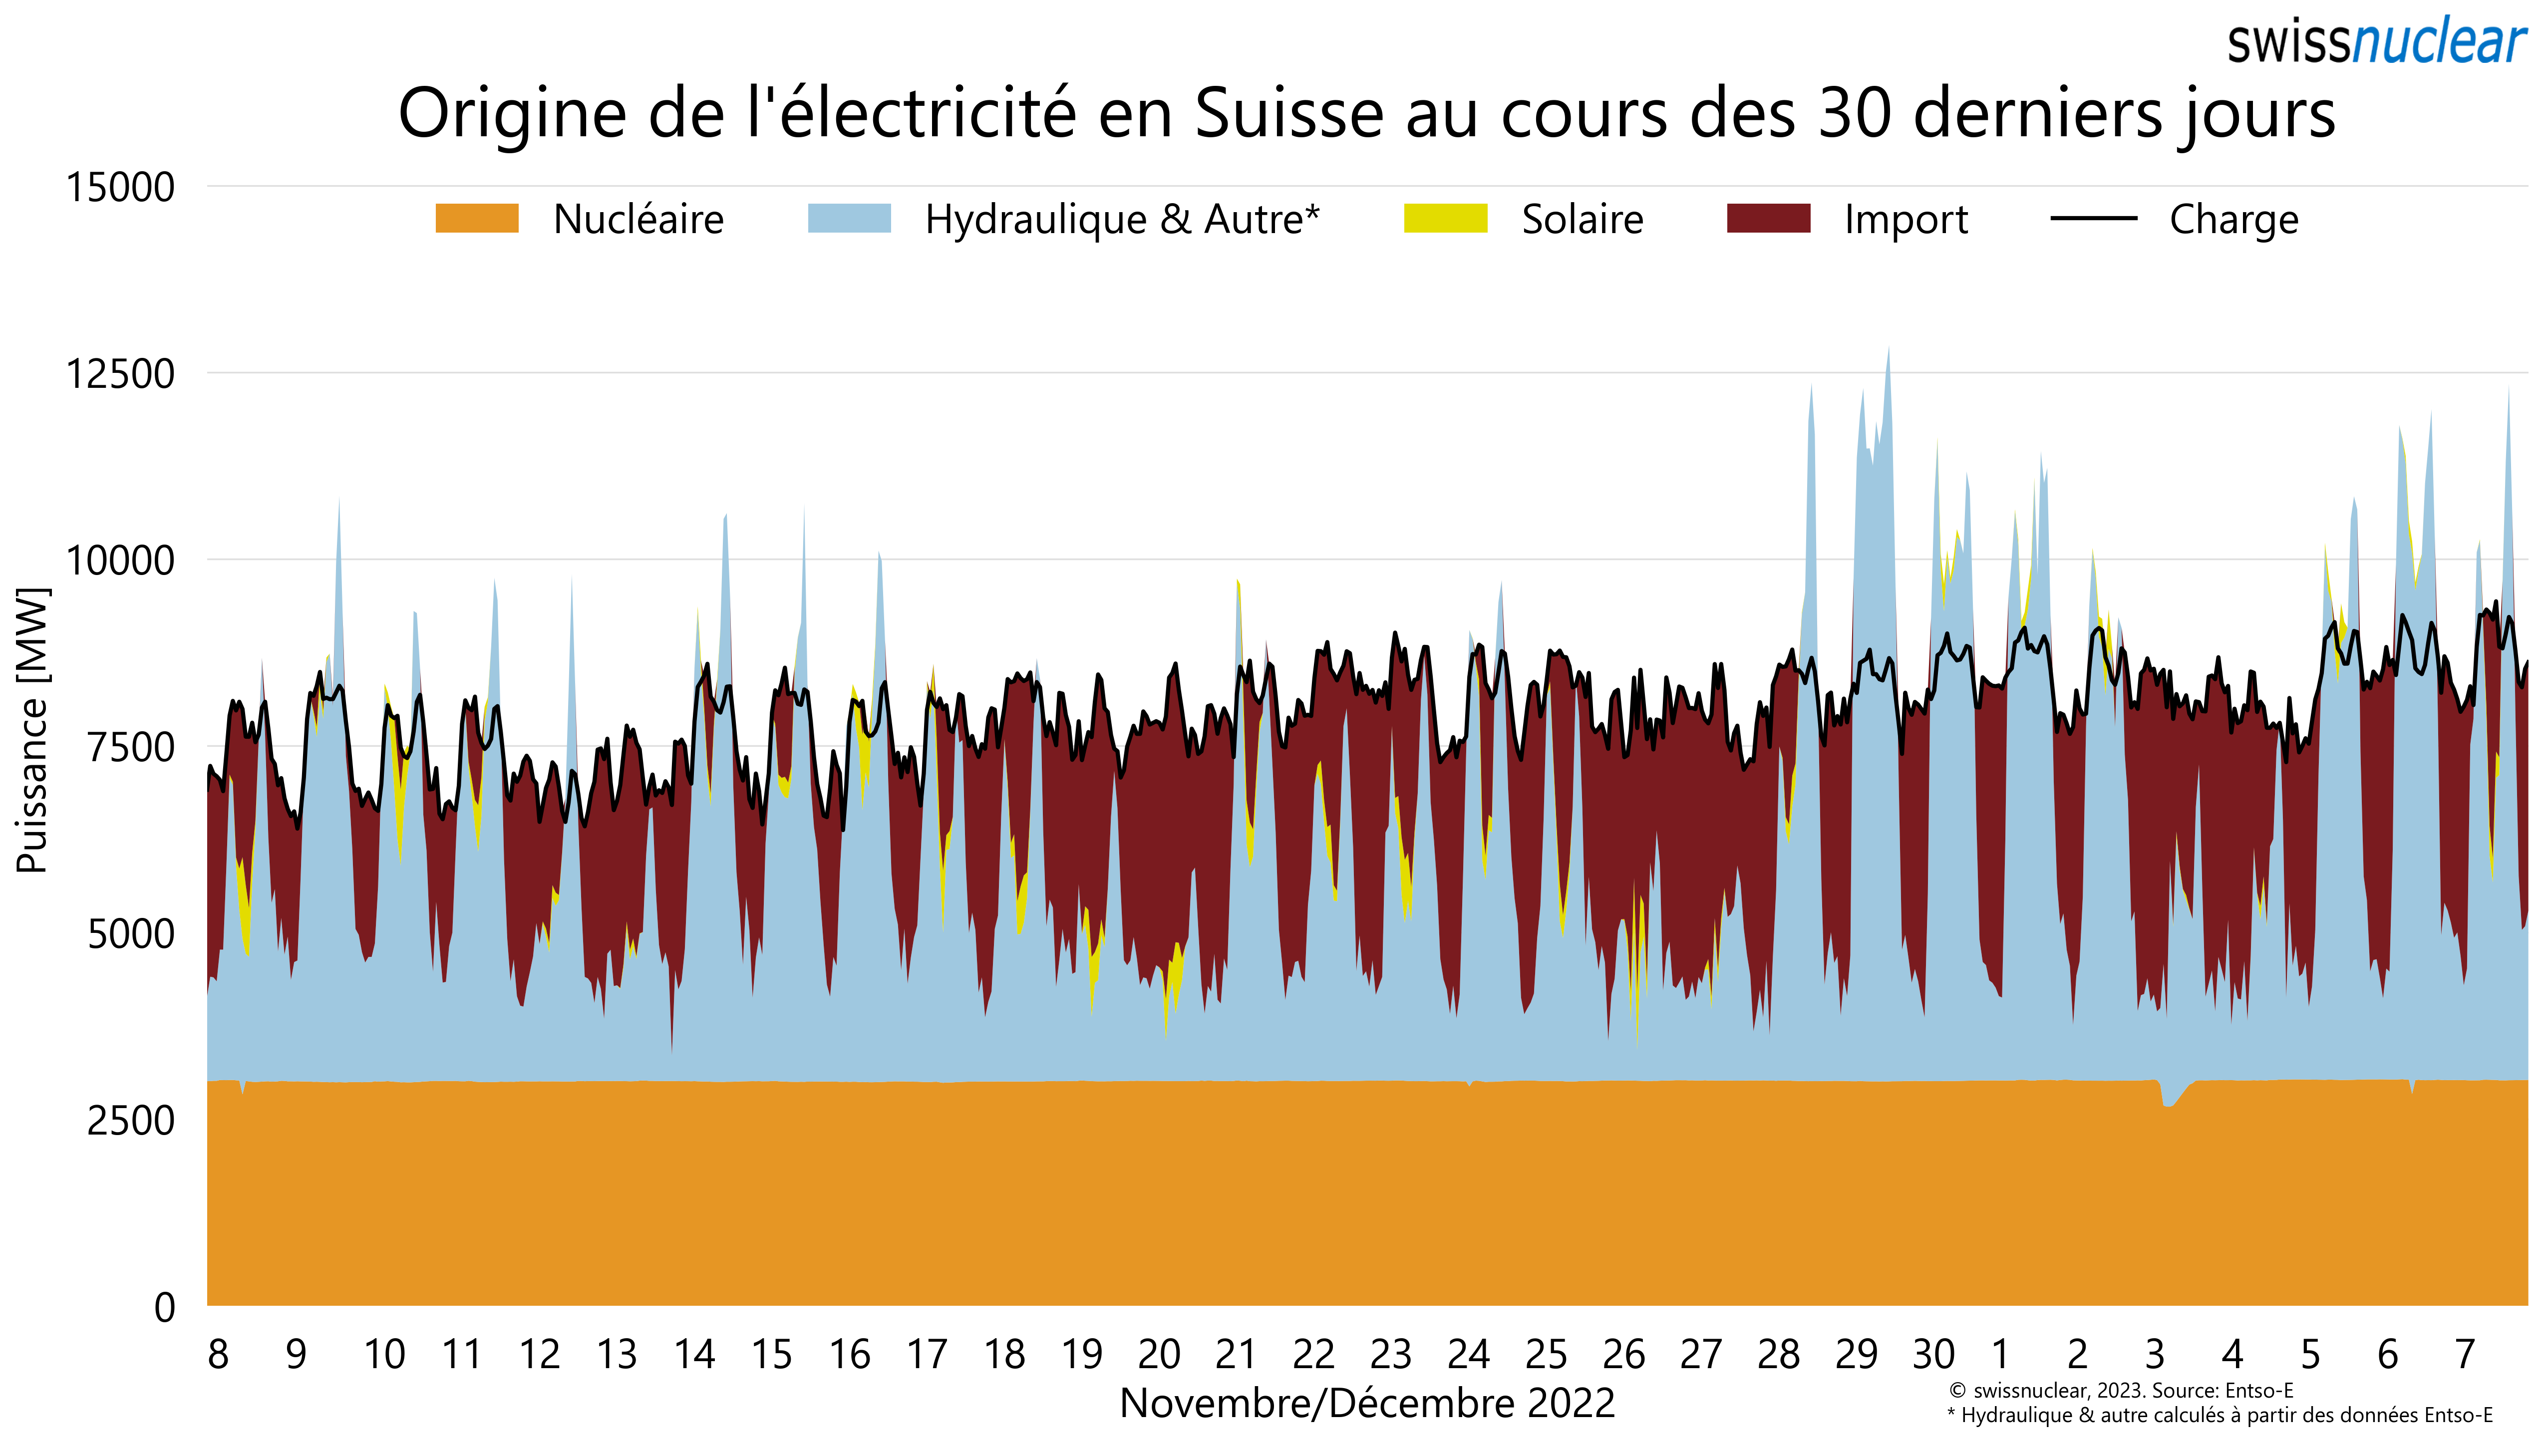 swissnuclear
Origine de l'électricité en Suisse au cours des 30 derniers jours
15000
Nucléaire Hydraulique & Autre* Solaire Import Charge
12500
10000
7500
5000
2500
0
Puissance [MW]
8 9 10 11 12 13 14 15 16 17 18 19 20 21 22 23 24 25 26 27 28 29 30 1 2 3 4 5 6 7
Novembre/Décembre 2022
© swissnuclear, 2023. Source: Entso-E
* Hydraulique & autre calculés à partir des données Entso-E